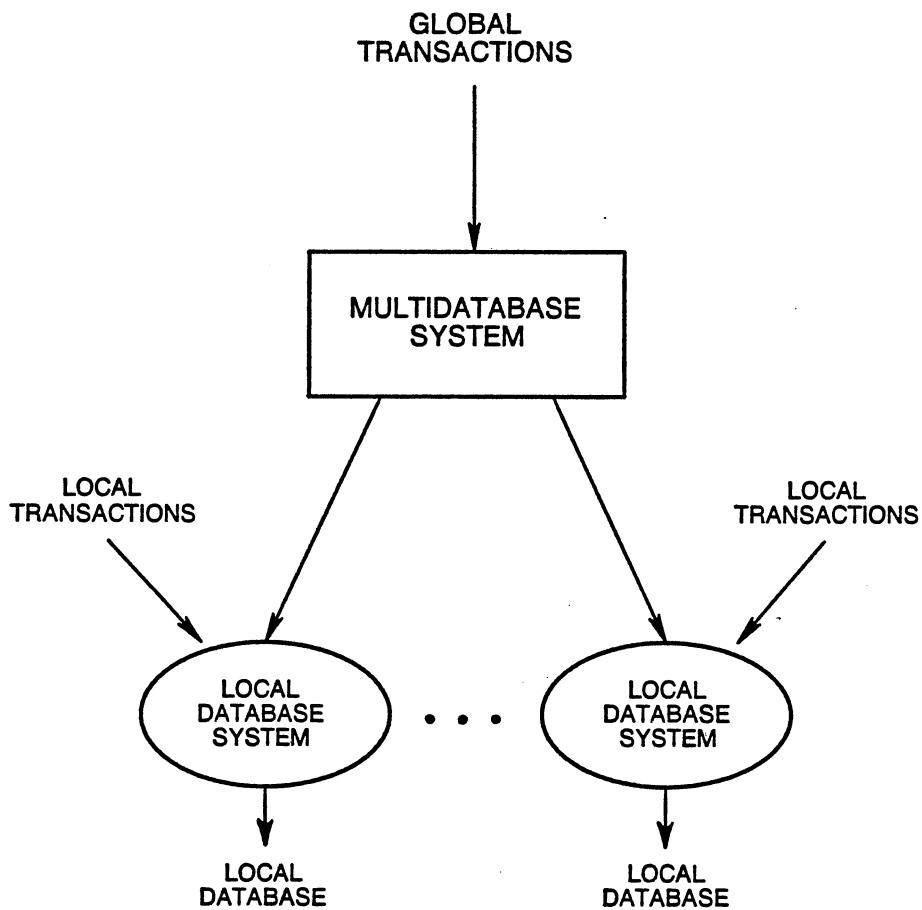 GLOBAL
TRANSACTIONS
MULTIDATABASE
SYSTEM
LOCAL
TRANSACTIONS
LOCAL
TRANSACTIONS
LOCAL
DATABASE
SYSTEM
LOCAL
DATABASE
SYSTEM
LOCAL
DATABASE
LOCAL
DATABASE